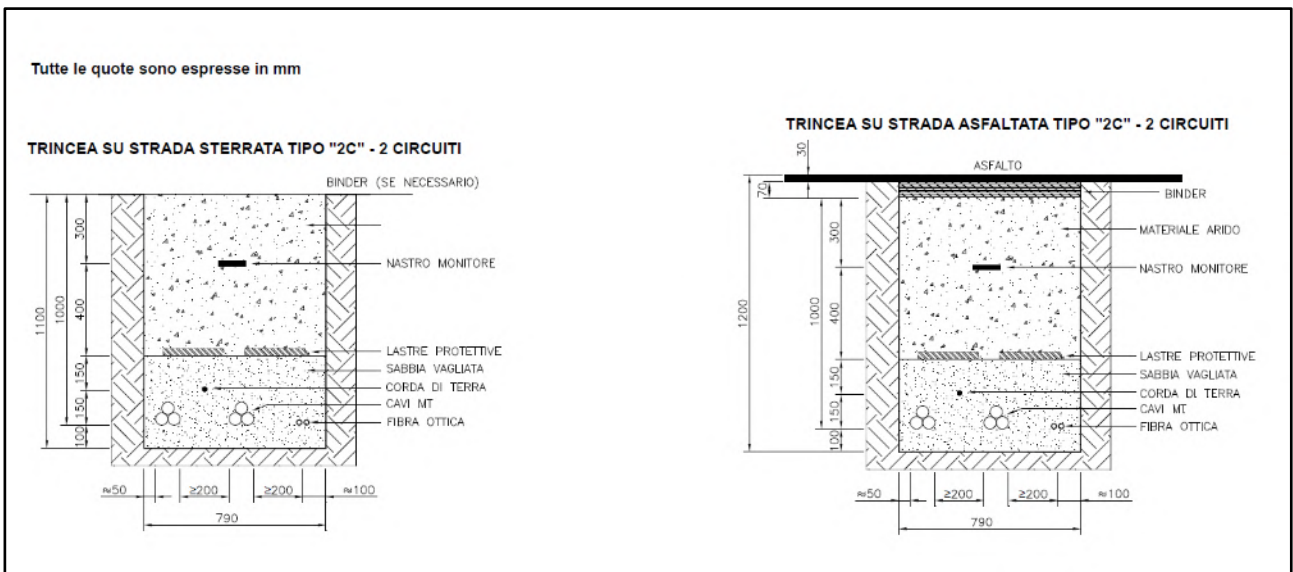 Tutte le quote sono espresse in mm
TRINCEA SU STRADA STERRATA TIPO "2C" - 2 CIRCUITI
BINDER (SE NECESSARIO)
NASTRO MONITORE
LASTRE PROTETTIVE
SABBIA VAGLIATA
CORDA DI TERRA
CAVI MT
FIBRA OTTICA
1100
1000
300
400
150
150
100
≈50
≥200
≥200
≈100
790
TRINCEA SU STRADA ASFALTATA TIPO "2C" - 2 CIRCUITI
30
70
ASFALTO
BINDER
MATERIALE ARIDO
NASTRO MONITORE
LASTRE PROTETTIVE
SABBIA VAGLIATA
CORDA DI TERRA
CAVI MT
FIBRA OTTICA
1200
1000
300
400
150
150
100
≈50
≥200
≥200
≈100
790